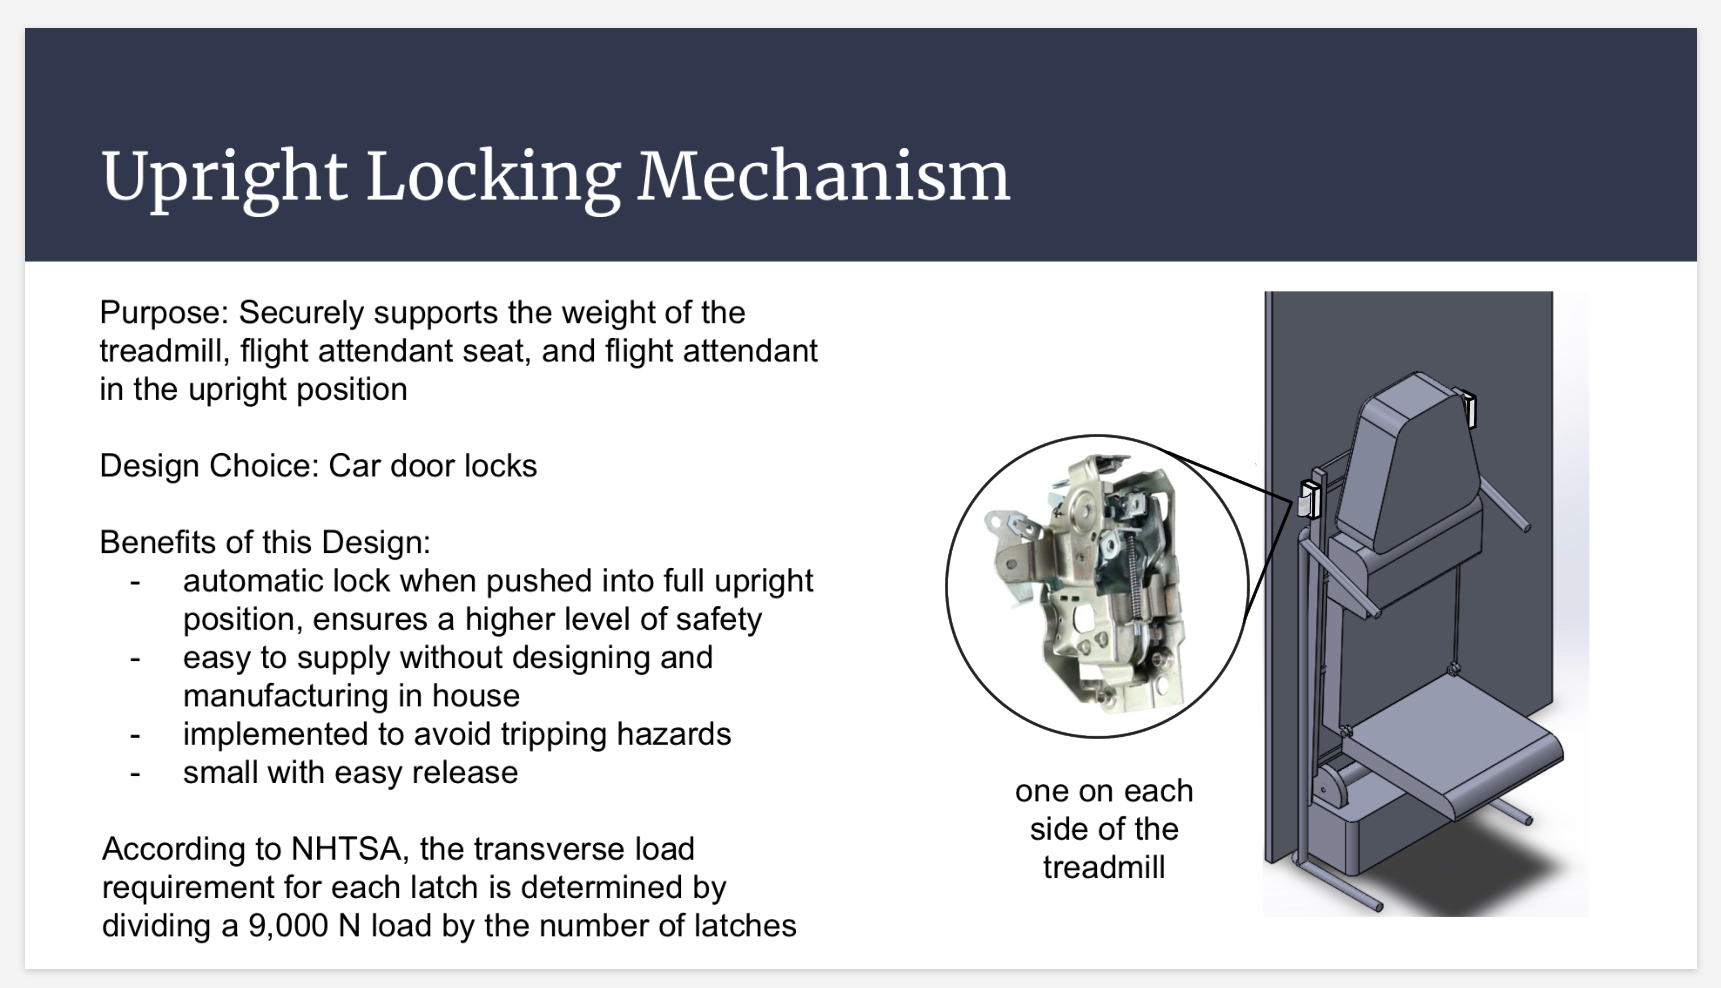 Upright Locking Mechanism
Purpose: Securely supports the weight of the
treadmill, flight attendant seat, and flight attendant
in the upright position
Design Choice: Car door locks
Benefits of this Design:
- automatic lock when pushed into full upright
position, ensures a higher level of safety
- easy to supply without designing and
manufacturing in house
- implemented to avoid tripping hazards
- small with easy release
According to NHTSA, the transverse load
requirement for each latch is determined by
dividing a 9,000 N load by the number of latches
one on each
side of the
treadmill